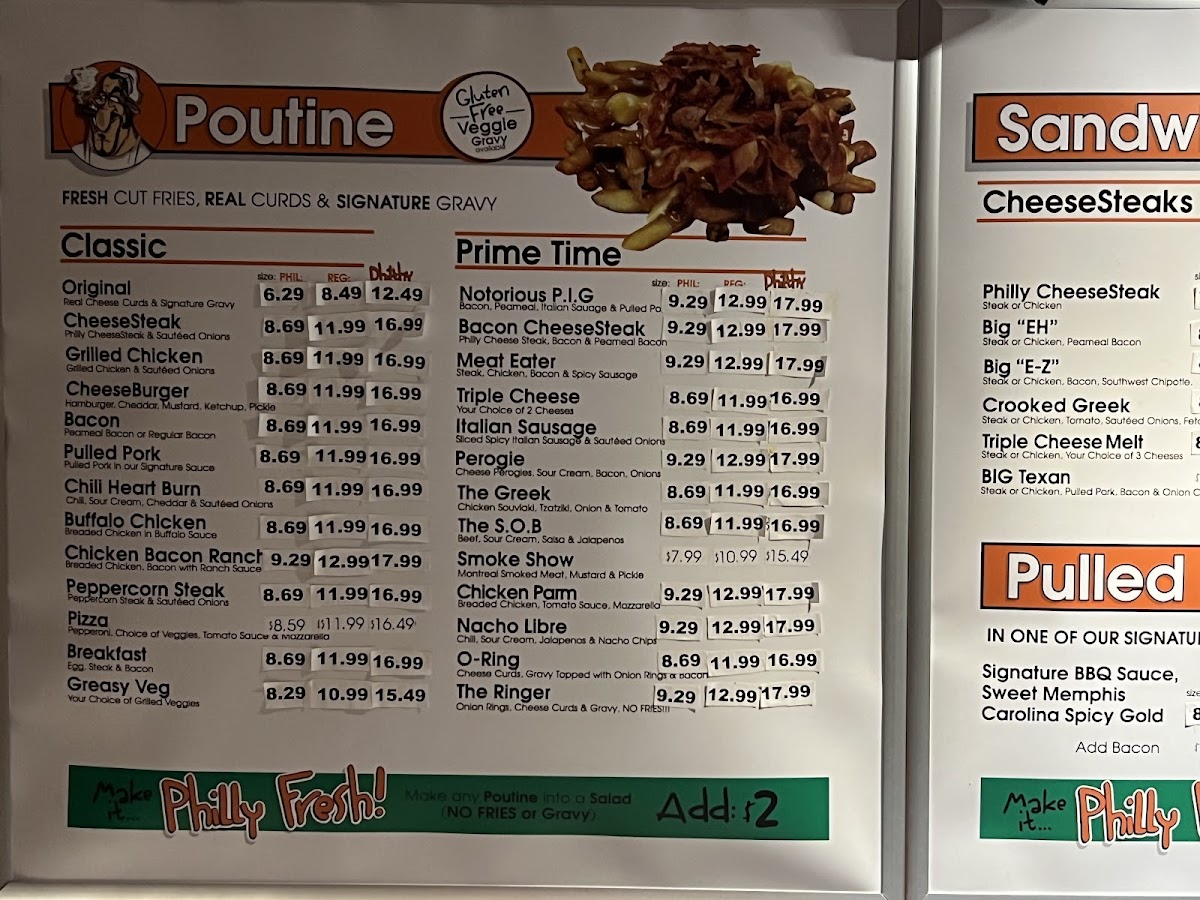 Poutine
Gluten
Free
Veggie
Gravy
available
FRESH CUT FRIES, REAL CURDS & SIGNATURE GRAVY
Classic
size: PHIL: REG: Philthy
Original 6.29 8.49 12.49
Real Cheese Curds & Signature Gravy
CheeseSteak 8.69 11.99 16.99
Philly CheeseSteak & Sautéed Onions
Grilled Chicken 8.69 11.99 16.99
Grilled Chicken & Sautéed Onions
CheeseBurger 8.69 11.99 16.99
Hamburger, Cheddar, Mustard, Ketchup, Pickle
Bacon 8.69 11.99 16.99
Peameal Bacon or Regular Bacon
Pulled Pork 8.69 11.99 16.99
Pulled Pork in our Signature Sauce
Chili Heart Burn 8.69 11.99 16.99
Chili, Sour Cream, Cheddar & Sautéed Onions
Buffalo Chicken 8.69 11.99 16.99
Breaded Chicken in Buffalo Sauce
Chicken Bacon Ranch 9.29 12.99 17.99
Breaded Chicken, Bacon with Ranch Sauce
Peppercorn Steak 8.69 11.99 16.99
Peppercorn Steak & Sautéed Onions
Pizza $8.59 $11.99 $16.49
Pepperoni, Choice of Veggies, Tomato Sauce & Mozzarella
Breakfast 8.69 11.99 16.99
Egg, Steak & Bacon
Greasy Veg 8.29 10.99 15.49
Your Choice of Grilled Veggies
Prime Time
size: PHIL: REG: Philthy
Notorious P.I.G 9.29 12.99 17.99
Bacon, Peameal, Italian Sausage & Pulled Po
Bacon CheeseSteak 9.29 12.99 17.99
Philly Cheese Steak, Bacon & Peameal Bacon
Meat Eater 9.29 12.99 17.99
Steak, Chicken, Bacon & Spicy Sausage
Triple Cheese 8.69 11.99 16.99
Your Choice of 2 Cheeses
Italian Sausage 8.69 11.99 16.99
Sliced Spicy Italian Sausage & Sautéed Onions
Perogie 9.29 12.99 17.99
Cheese Perogies, Sour Cream, Bacon, Onions
The Greek 8.69 11.99 16.99
Chicken Souvlaki, Tzatziki, Onion & Tomato
The S.O.B 8.69 11.99 16.99
Beef, Sour Cream, Salsa & Jalapenos
Smoke Show $7.99 $10.99 $15.49
Montreal Smoked Meat, Mustard & Pickle
Chicken Parm 9.29 12.99 17.99
Breaded Chicken, Tomato Sauce, Mozzarella
Nacho Libre 9.29 12.99 17.99
Chili, Sour Cream, Jalapenos & Nacho Chips
O-Ring 8.69 11.99 16.99
Cheese Curds, Gravy Topped with Onion Rings & Bacon
The Ringer 9.29 12.99 17.99
Onion Rings, Cheese Curds & Gravy, NO FRIES!!!
Make it... Philly Fresh! Make any Poutine into a Salad
(NO FRIES or Gravy) Add: $2
Sandw
CheeseSteaks
Philly CheeseSteak
Steak or Chicken
Big "EH"
Steak or Chicken, Peameal Bacon
Big "E-Z"
Steak or Chicken, Bacon, Southwest Chipotle,
Crooked Greek
Steak or Chicken, Tomato, Sautéed Onions, Feta
Triple Cheese Melt
Steak or Chicken, Your Choice of 3 Cheeses
BIG Texan
Steak or Chicken, Pulled Pork, Bacon & Onion
Pulled
IN ONE OF OUR SIGNATU
Signature BBQ Sauce,
Sweet Memphis
Carolina Spicy Gold
Add Bacon
Make it... Philly